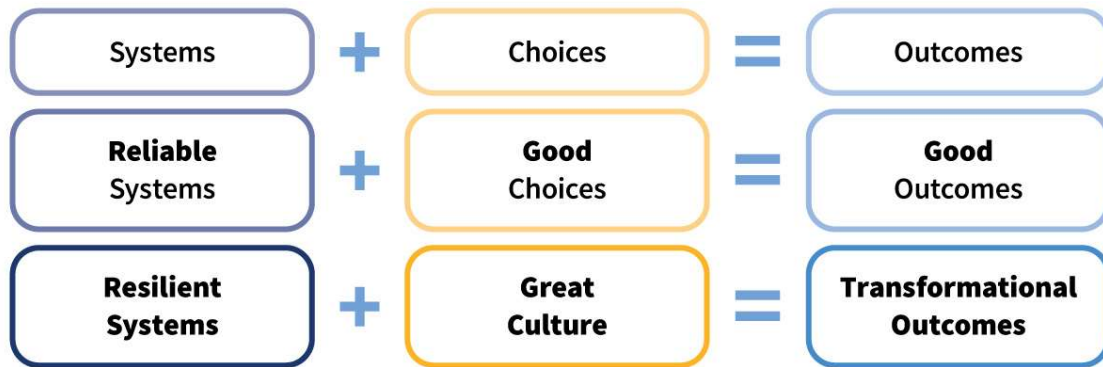 Systems + Choices = Outcomes
Reliable Systems + Good Choices = Good Outcomes
Resilient Systems + Great Culture = Transformational Outcomes